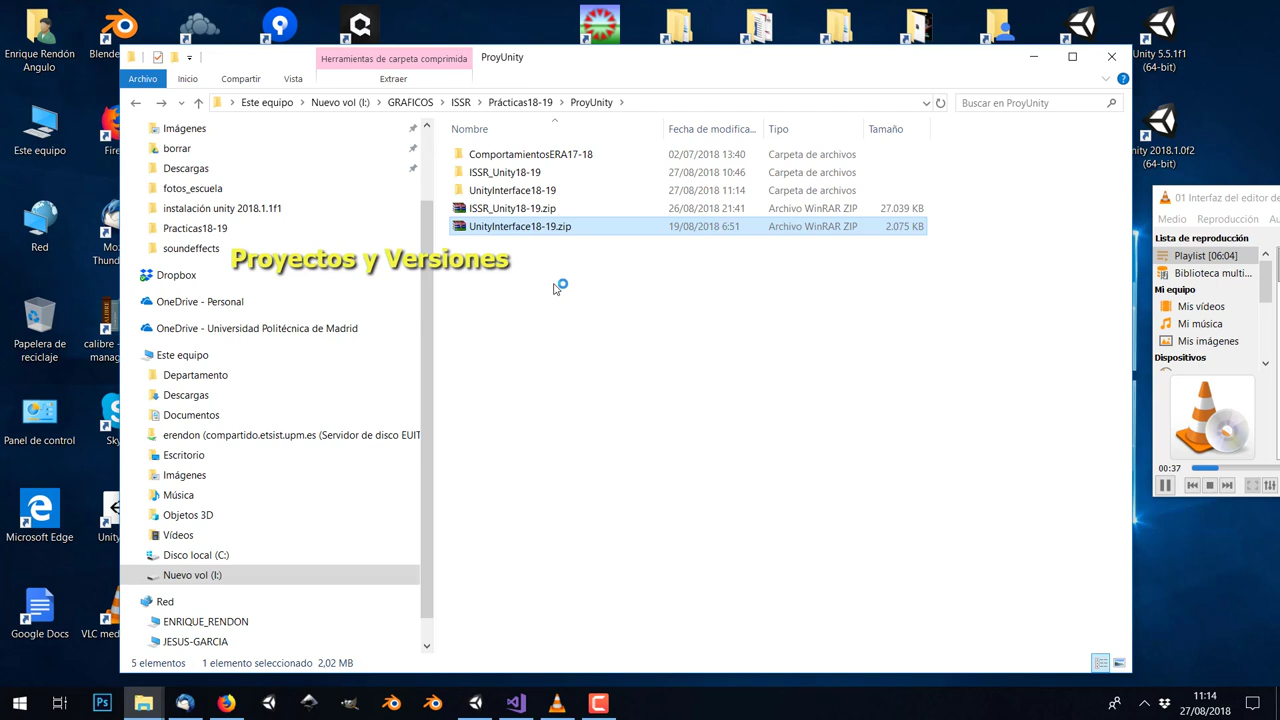 Enrique Rendón
Angulo
Este equipo
Red
Papelera de
reciclaje
calibre -
Panel de control
Microsoft Edge
Google Docs
VLC med
Unity 5.5.1f1
(64-bit)
Unity 2018.1.0f2
(64-bit)
Herramientas de carpeta comprimida
ProyUnity
Archivo
Inicio
Compartir
Vista
Extraer
Este equipo
Nuevo vol (I:)
GRAFICOS
ISSR
Prácticas18-19
ProyUnity
Buscar en ProyUnity
Imágenes
borrar
Descargas
fotos_escuela
instalación unity 2018.1.1f1
Practicas18-19
soundeffects
Dropbox
OneDrive - Personal
OneDrive - Universidad Politécnica de Madrid
Este equipo
Departamento
Descargas
Documentos
erendon (compartido.etsist.upm.es (Servidor de disco EUIT
Escritorio
Imágenes
Música
Objetos 3D
Vídeos
Disco local (C:)
Nuevo vol (I:)
Red
ENRIQUE_RENDON
JESUS-GARCIA
Nombre Fecha de modifica... Tipo Tamaño
ComportamientosERA17-18 02/07/2018 13:40 Carpeta de archivos
ISSR_Unity18-19 27/08/2018 10:46 Carpeta de archivos
UnityInterface18-19 27/08/2018 11:14 Carpeta de archivos
ISSR_Unity18-19.zip 26/08/2018 21:41 Archivo WinRAR ZIP 27.039 KB
UnityInterface18-19.zip 19/08/2018 6:51 Archivo WinRAR ZIP 2.075 KB
Proyectos y Versiones
5 elementos 1 elemento seleccionado 2,02 MB
01 Interfaz del editor de
Medio Reproducción Au
Lista de reproducción
Playlist [06:04]
Biblioteca multi...
Mi equipo
Mis vídeos
Mi música
Mis imágenes
Dispositivos
00:37
Ps
11:14
27/08/2018